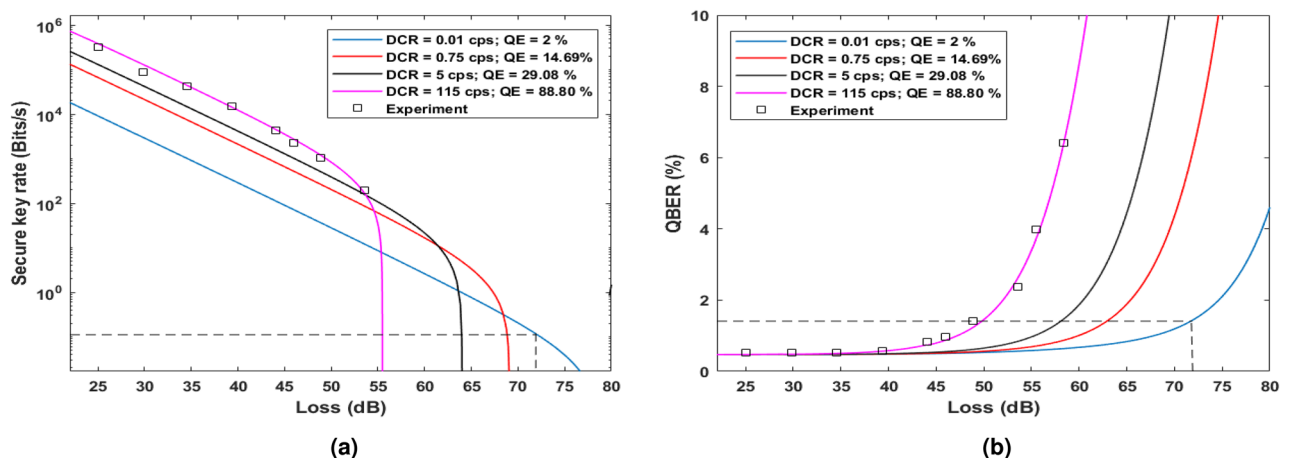 10^6
10^4
10^2
10^0
Secure key rate (Bits/s)
DCR = 0.01 cps; QE = 2 %
DCR = 0.75 cps; QE = 14.69%
DCR = 5 cps; QE = 29.08 %
DCR = 115 cps; QE = 88.80 %
Experiment
25 30 35 40 45 50 55 60 65 70 75 80
Loss (dB)
(a)
10
8
6
4
2
0
QBER (%)
DCR = 0.01 cps; QE = 2 %
DCR = 0.75 cps; QE = 14.69%
DCR = 5 cps; QE = 29.08 %
DCR = 115 cps; QE = 88.80 %
Experiment
25 30 35 40 45 50 55 60 65 70 75 80
Loss (dB)
(b)